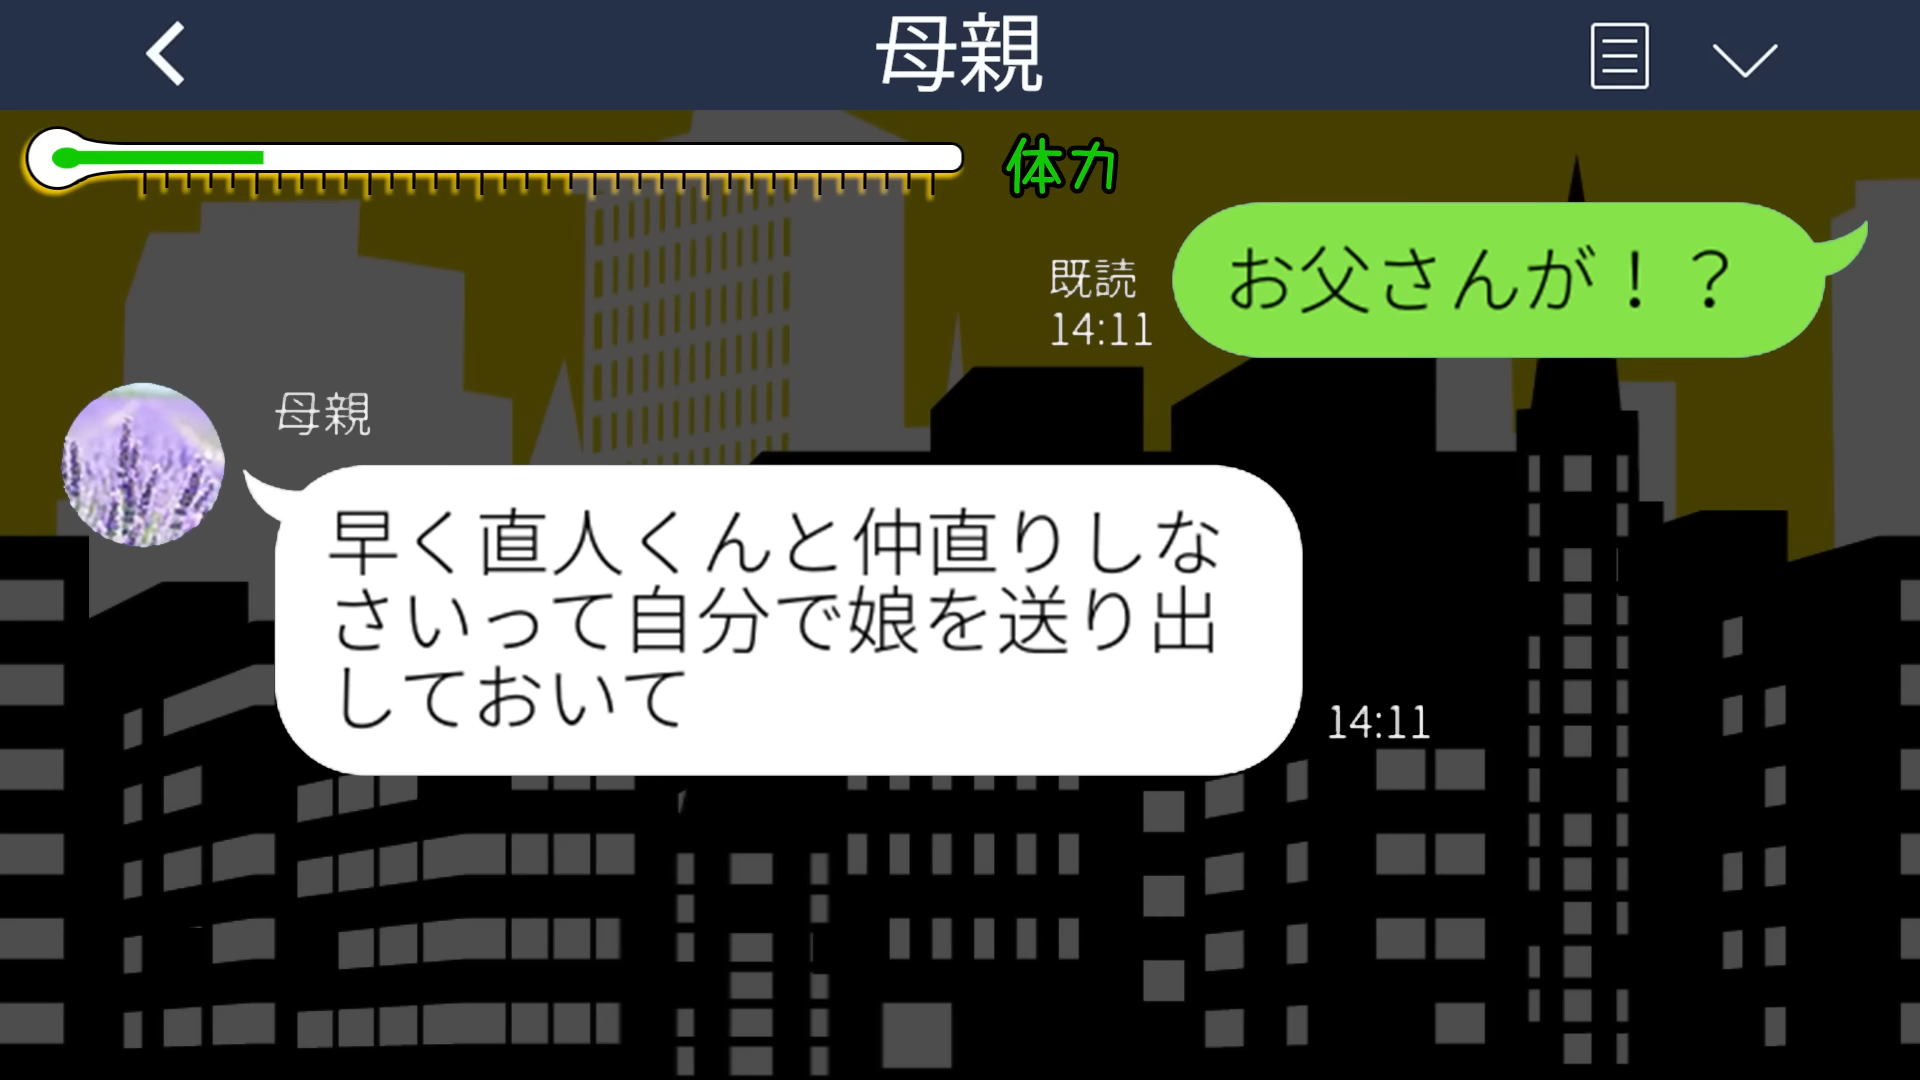 母親
体力
お父さんが！？
既読
14:11
母親
早く直人くんと仲直りしな
さいって自分で娘を送り出
しておいて
14:11